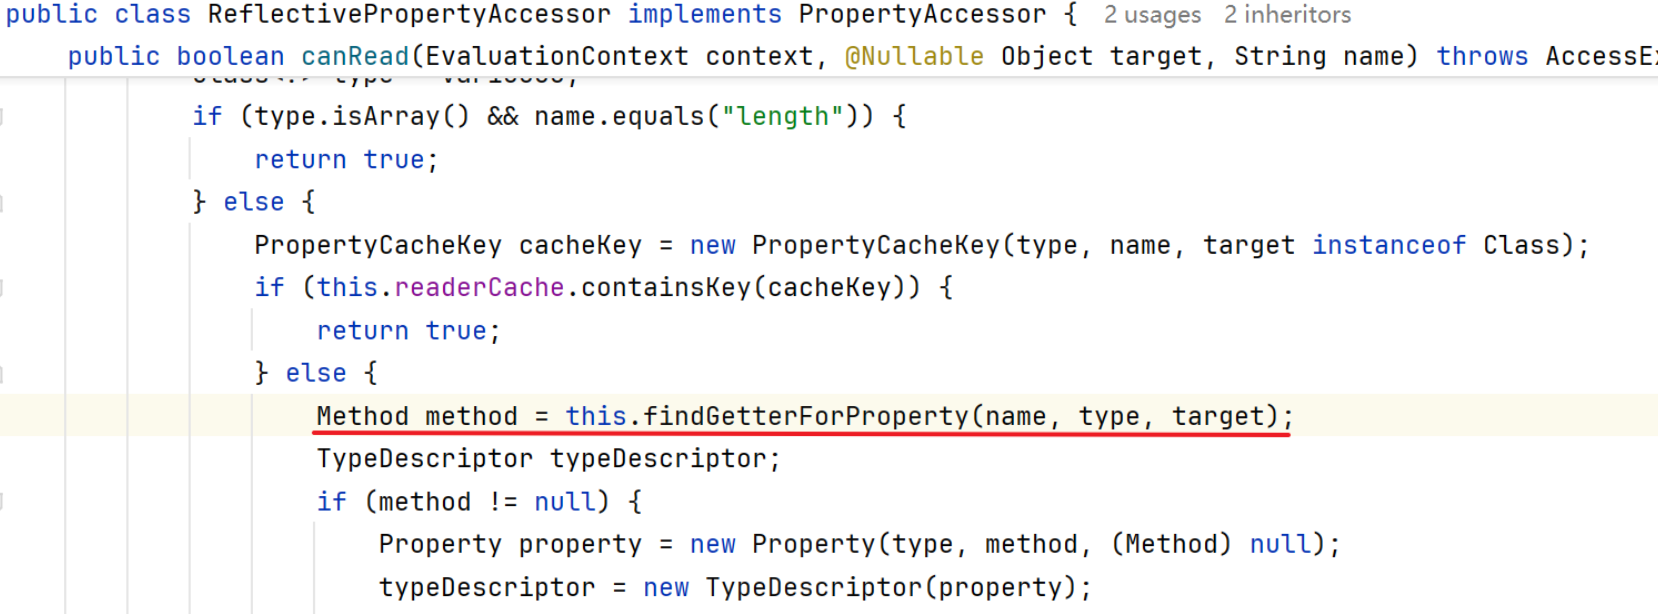 public class ReflectivePropertyAccessor implements PropertyAccessor { 2 usages 2 inheritors
public boolean canRead(EvaluationContext context, @Nullable Object target, String name) throws AccessEx
if (type.isArray() && name.equals("length")) {
return true;
} else {
PropertyCacheKey cacheKey = new PropertyCacheKey(type, name, target instanceof Class);
if (this.readerCache.containsKey(cacheKey)) {
return true;
} else {
Method method = this.findGetterForProperty(name, type, target);
TypeDescriptor typeDescriptor;
if (method != null) {
Property property = new Property(type, method, (Method) null);
typeDescriptor = new TypeDescriptor(property);